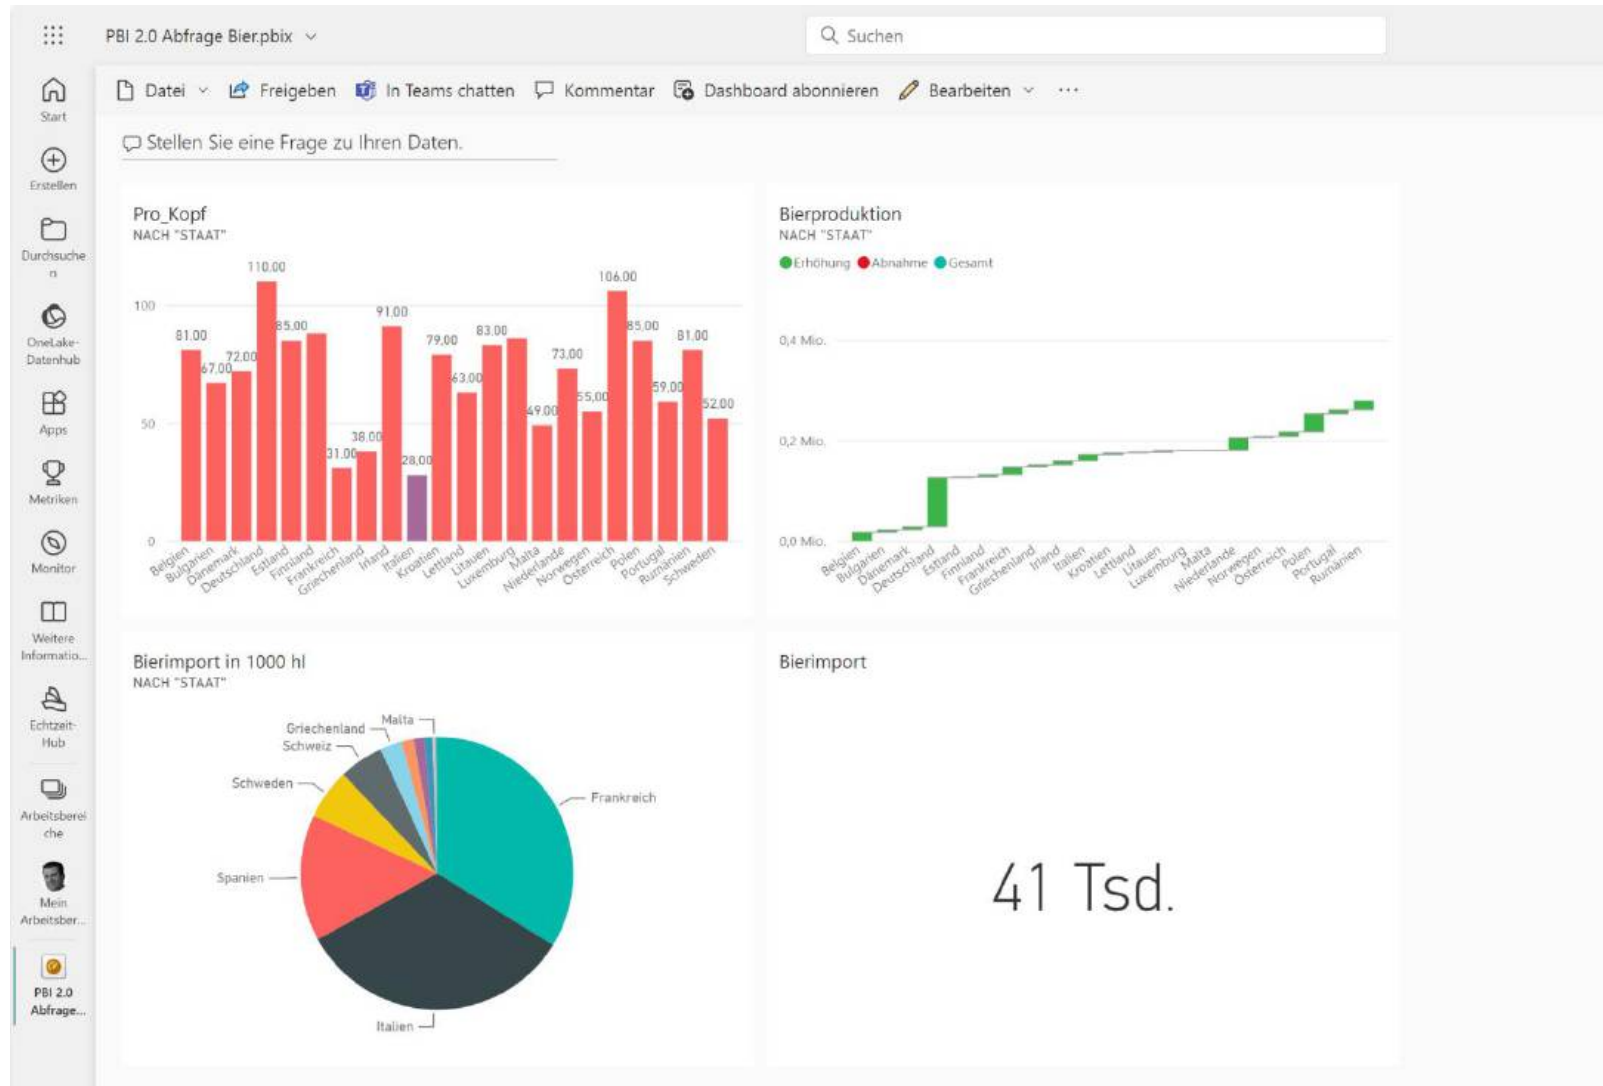 PBI 2.0 Abfrage Bier.pbix
Suchen
Start
Erstellen
Durchsuche
n
OneLake-
Datenhub
Apps
Metriken
Monitor
Weitere
Informatio...
Echtzeit-
Hub
Arbeitsberei
che
Mein
Arbeitsber...
PBI 2.0
Abfrage...
Datei Freigeben In Teams chatten Kommentar Dashboard abonnieren Bearbeiten ...
Stellen Sie eine Frage zu Ihren Daten.
Pro_Kopf
NACH "STAAT"
100
50
0
81,00 67,00 72,00 110,00 85,00 31,00 38,00 91,00 28,00 79,00 63,00 83,00 49,00 73,00 55,00 106,00 85,00 59,00 81,00 52,00
Belgien Bulgarien Dänemark Deutschland Estland Finnland Frankreich Griechenland Irland Italien Kroatien Lettland Litauen Luxemburg Malta Niederlande Norwegen Österreich Polen Portugal Rumänien Schweden
Bierproduktion
NACH "STAAT"
Erhöhung Abnahme Gesamt
0,4 Mio.
0,2 Mio.
0,0 Mio.
Belgien Bulgarien Dänemark Deutschland Estland Finnland Frankreich Griechenland Irland Italien Kroatien Lettland Litauen Luxemburg Malta Niederlande Norwegen Österreich Polen Portugal Rumänien
Bierimport in 1000 hl
NACH "STAAT"
Malta
Griechenland
Schweiz
Schweden
Frankreich
Spanien
Italien
Bierimport
41 Tsd.